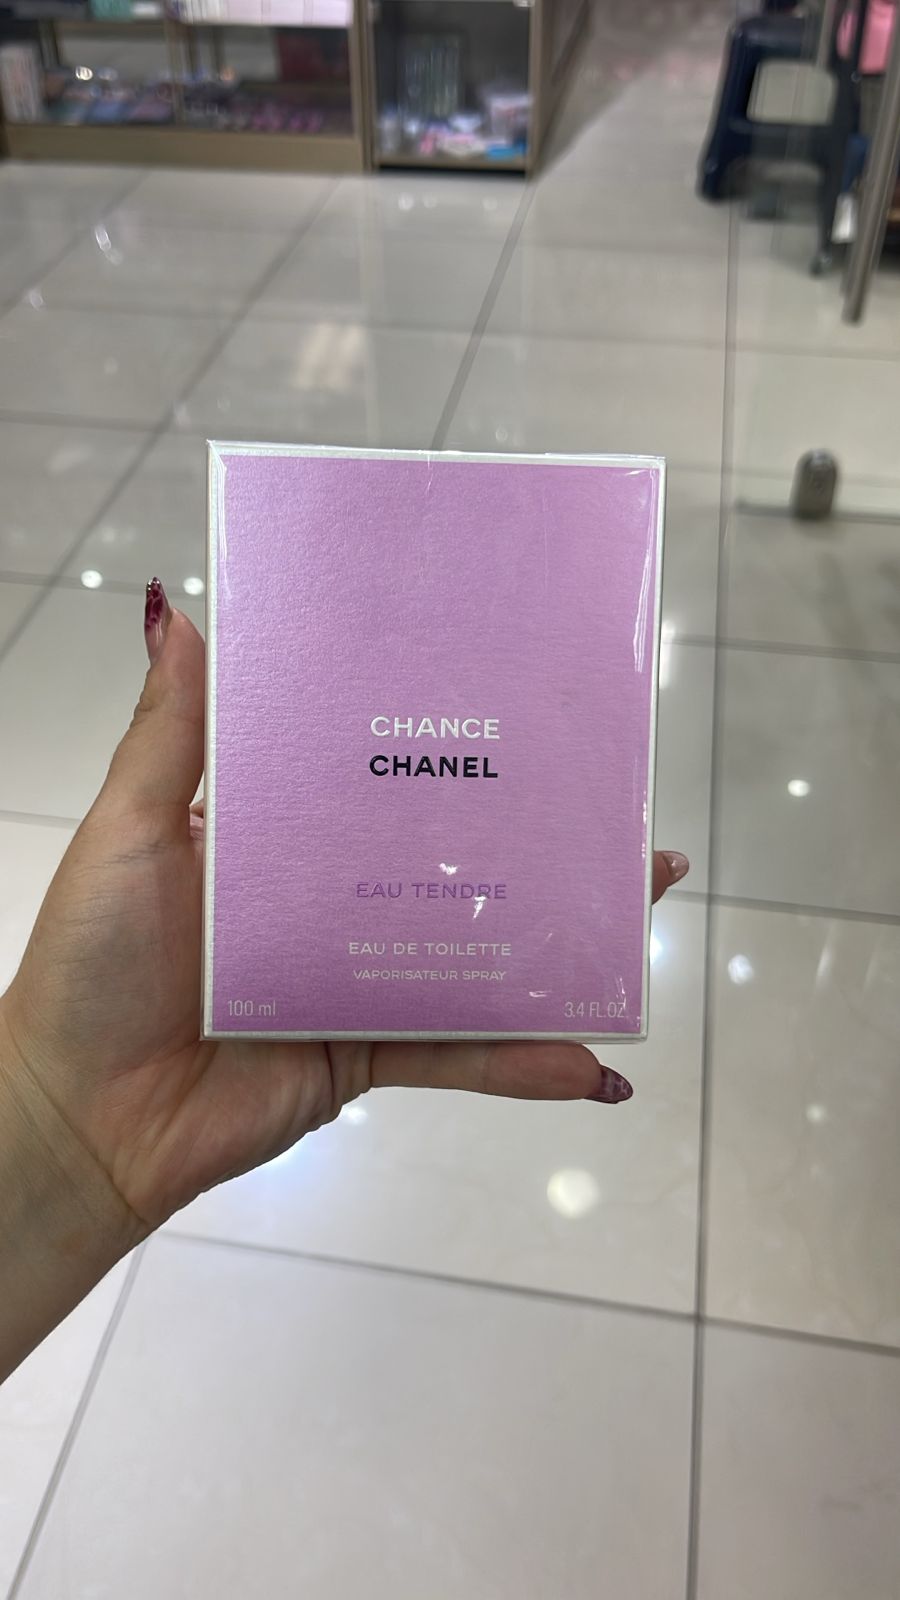 CHANCE
CHANEL
EAU TENDRE
EAU DE TOILETTE
VAPORISATEUR SPRAY
100 ml
3.4 FL.OZ.